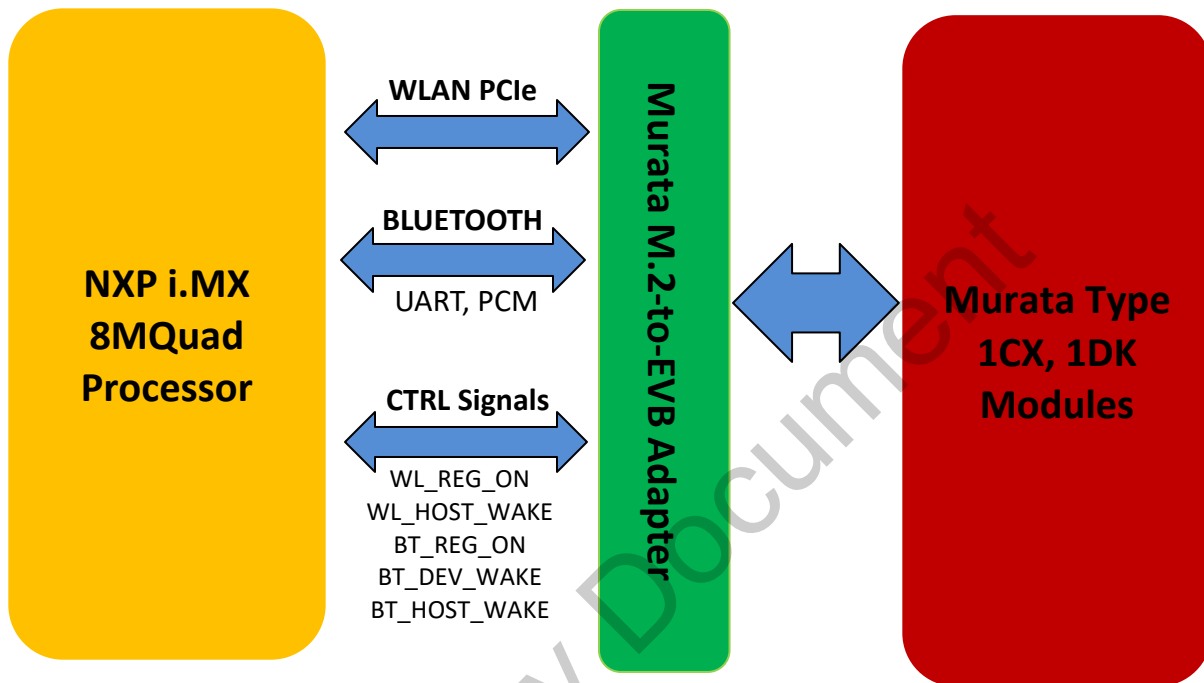 NXP i.MX
8MQuad
Processor
WLAN PCIe
BLUETOOTH
UART, PCM
CTRL Signals
WL_REG_ON
WL_HOST_WAKE
BT_REG_ON
BT_DEV_WAKE
BT_HOST_WAKE
Murata M.2-to-EVB Adapter
Murata Type
1CX, 1DK
Modules
Document